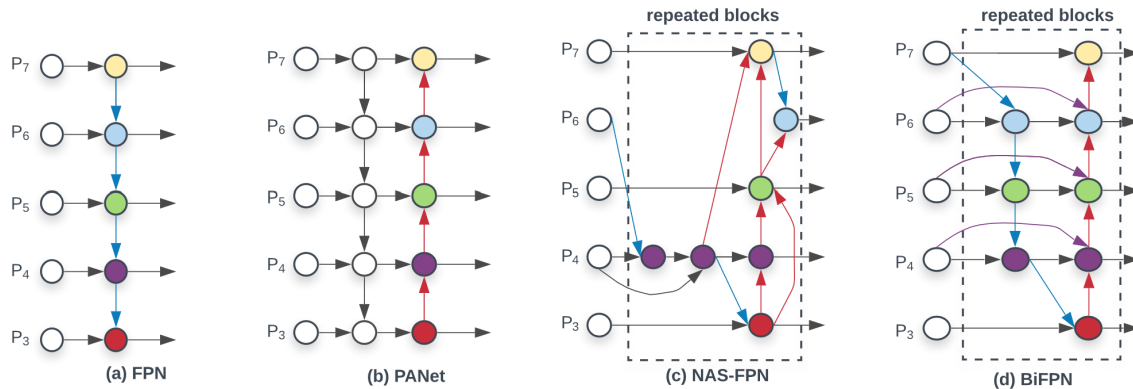 repeated blocks
repeated blocks
P7
P7
P7
P7
P6
P6
P6
P6
P5
P5
P5
P5
P4
P4
P4
P4
P3
P3
P3
P3
(a) FPN
(b) PANet
(c) NAS-FPN
(d) BiFPN